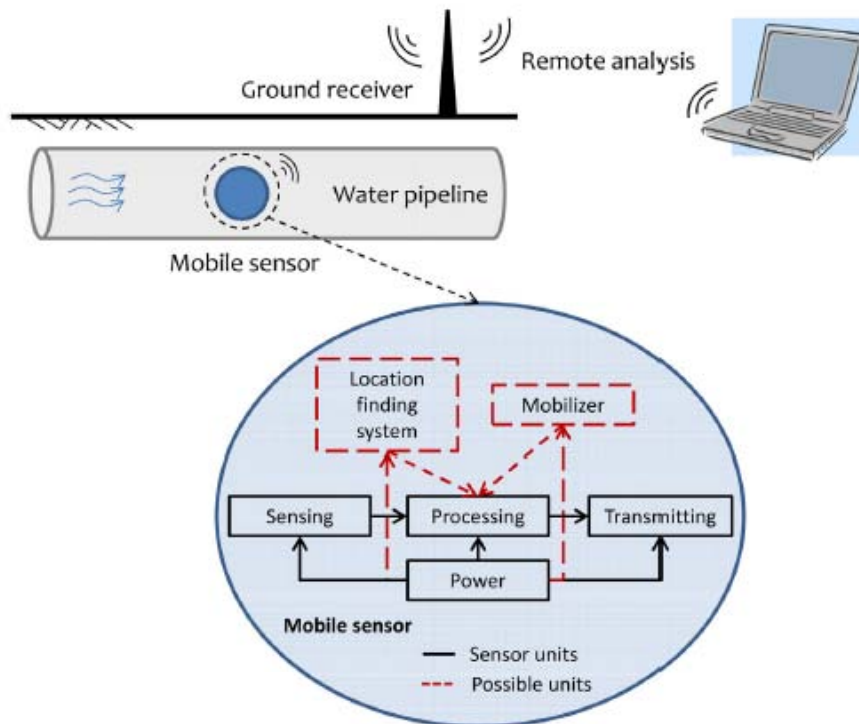 Remote analysis
Ground receiver
Water pipeline
Mobile sensor
Location
finding
system
Mobilizer
Sensing
Processing
Transmitting
Power
Mobile sensor
Sensor units
Possible units